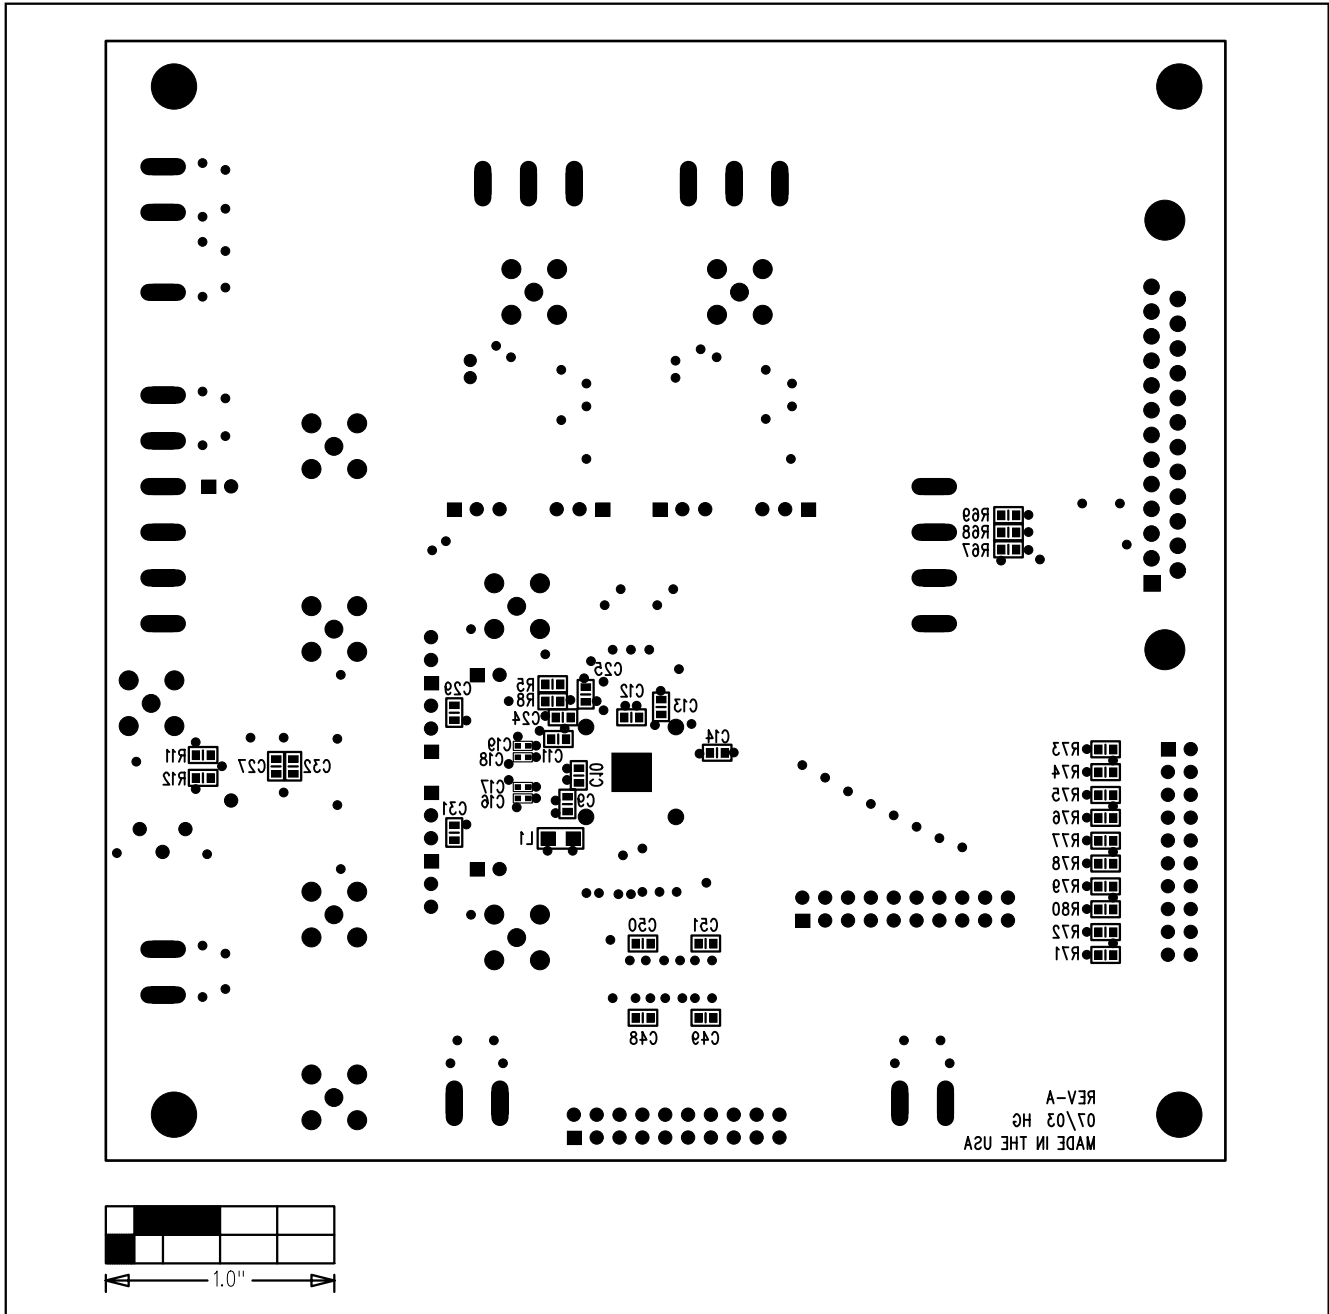 R69
R68
R67
C25
R5
C12
C29
R8
C13
C24
C14
C19
C11
R73
R11
C18
C27
C32
R74
R12
C10
C17
R75
C16
C9
C31
R76
L1
R77
R78
R79
R80
C50
C51
R72
R71
C48
C49
REV-A
07/03 HG
MADE IN THE USA
1.0"